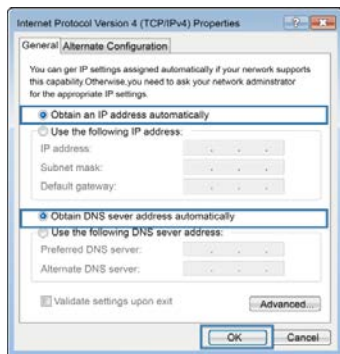 Internet Protocol Version 4 (TCP/IPv4) Properties
General Alternate Configuration
You can ger IP settings assigned automatically if your nerwork supports
this capability.Otherwise,you need to ask your network adminstrator
for the appropriate IP settings.
Obtain an IP address automatically
Use the following IP address:
IP address:
Subnet mask:
Default gateway:
Obtain DNS sever address automatically
Use the following DNS sever address:
Preferred DNS server:
Alternate DNS server:
Validate settings upon exit
Advanced...
OK Cancel